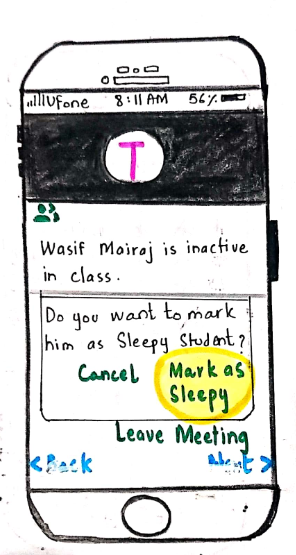 Ufone 8:11 AM 56%
T
Wasif Mairaj is inactive
in class.
Do you want to mark
him as Sleepy Student?
Cancel Mark as
Sleepy
Leave Meeting
<Back Next>